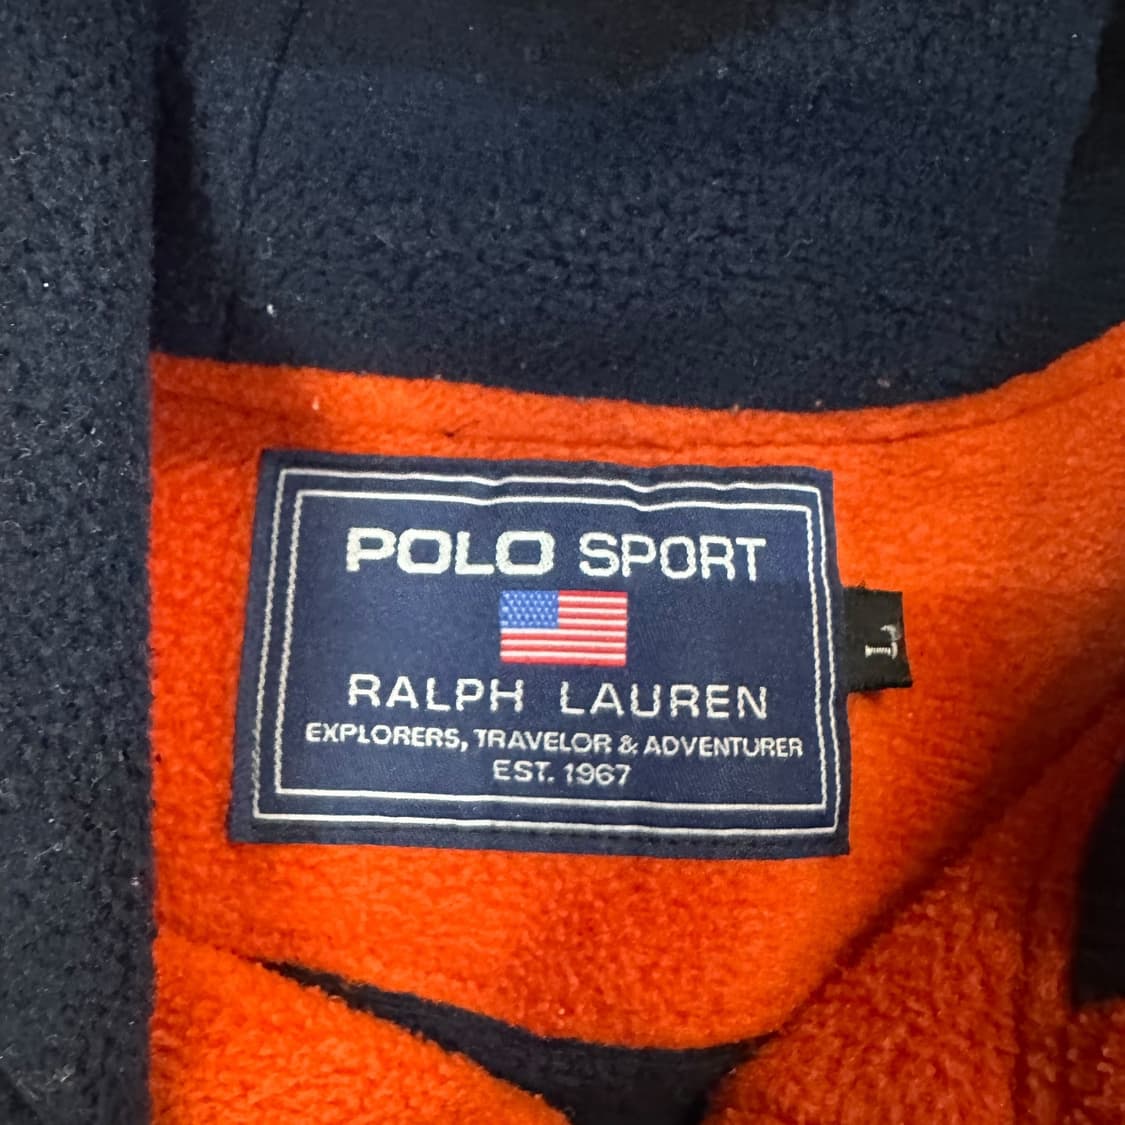 POLO SPORT
RALPH LAUREN
EXPLORERS, TRAVELOR & ADVENTURER
EST. 1967
L